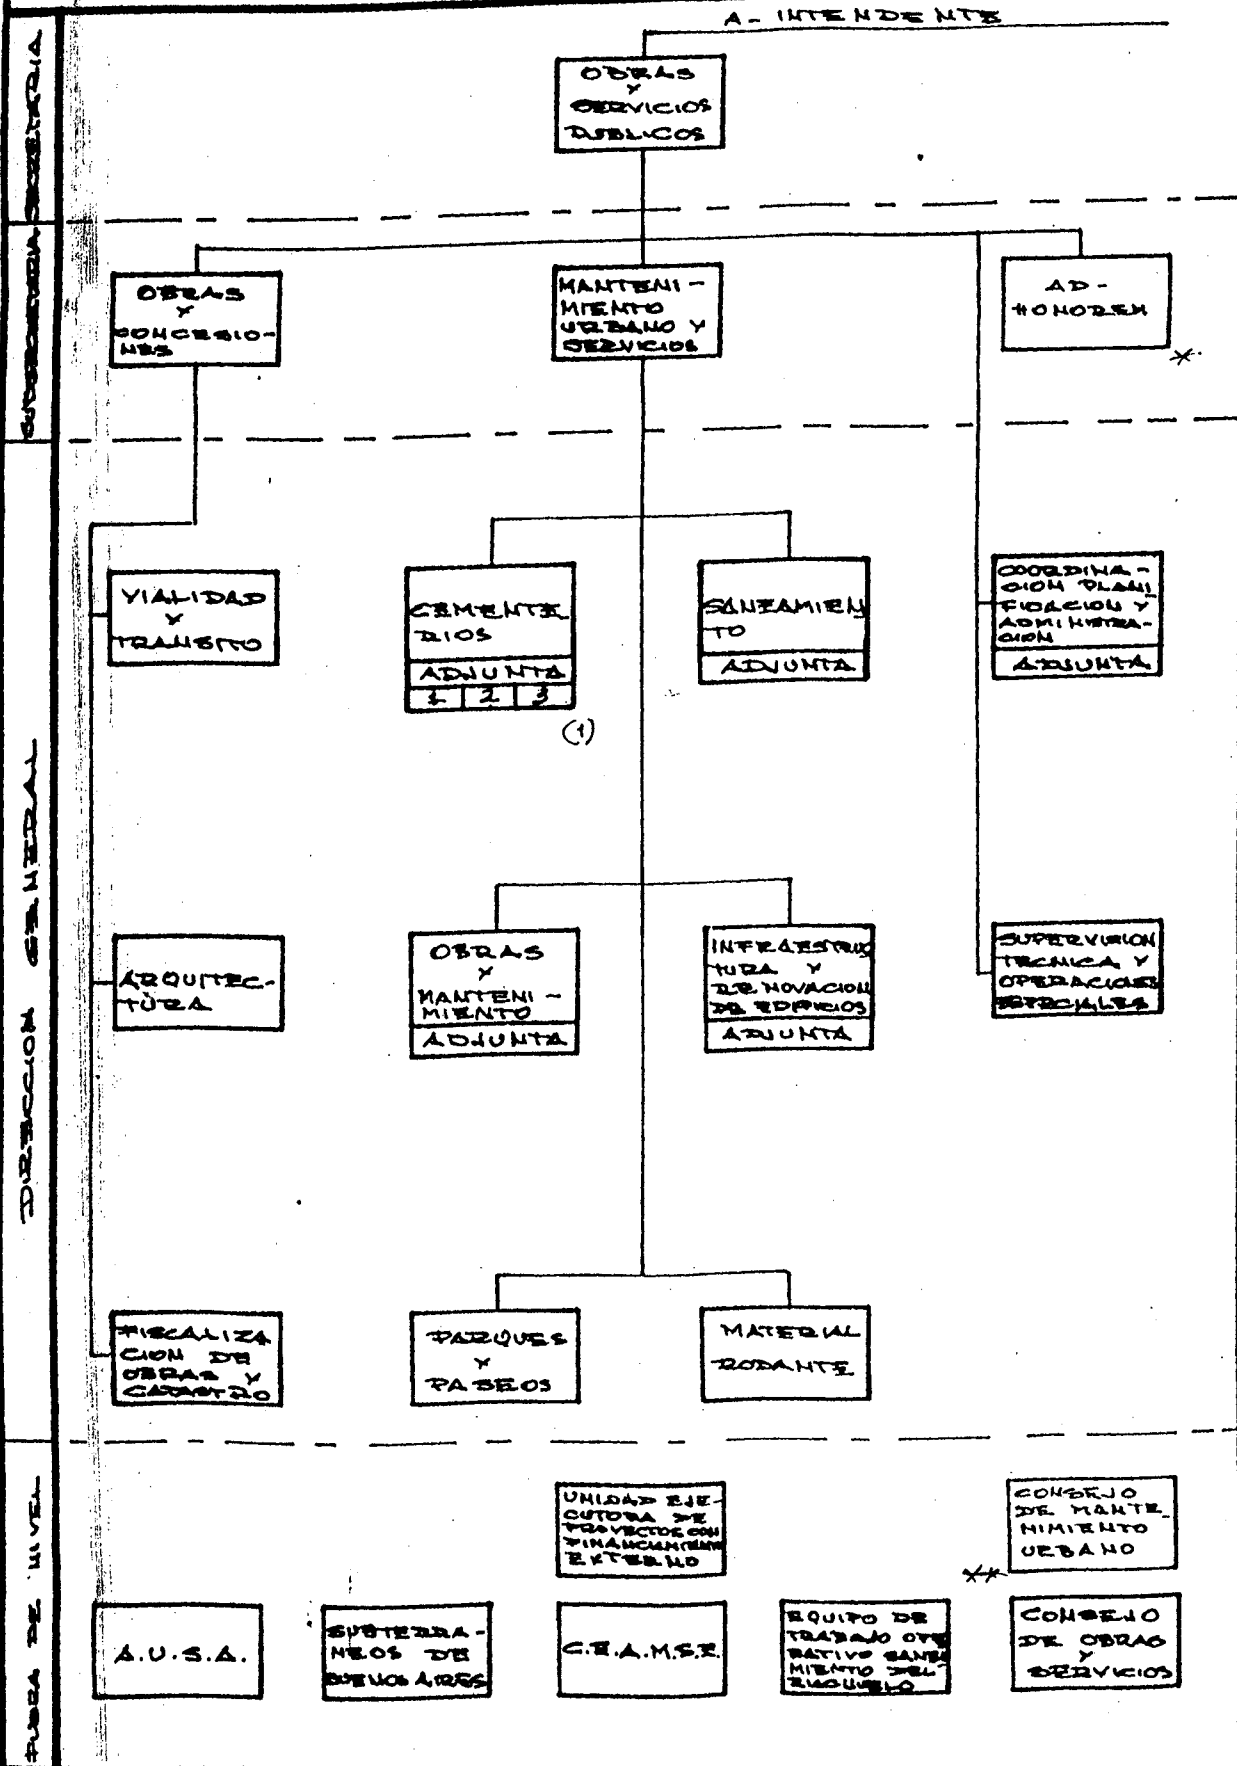 A- INTENDENTE
SECRETARIA
OBRAS
Y
SERVICIOS
PUBLICOS
SUBSECRETARIA
OBRAS
Y
CONCESIO-
NES
MANTENI-
MIENTO
URBANO Y
SERVICIOS
AD-
HONOREM
*
DIRECCION GENERAL
VIALIDAD
Y
TRANSITO
CEMENTE
RIOS
ADJUNTA
1 2 3
(1)
SANEAMIEN
TO
ADJUNTA
COORDINA-
CION PLANI
FICACION Y
ADMINISTRA-
CION
ADJUNTA
ARQUITEC-
TURA
OBRAS
Y
MANTENI-
MIENTO
ADJUNTA
INFRAESTRUC
TURA Y
RENOVACION
DE EDIFICIOS
ADJUNTA
SUPERVISION
TECNICA Y
OPERACIONES
ESPECIALES
FISCALIZA
CION DE
OBRAS Y
CATASTRO
PARQUES
Y
PASEOS
MATERIAL
RODANTE
FUERA DE NIVEL
UNIDAD EJE-
CUTORA DE
PROYECTOS CON
FINANCIAMIENTO
EXTERNO
CONSEJO
DE MANTE-
NIMIENTO
URBANO
**
A.U.S.A.
SUBTERRA-
NEOS DE
BUENOS AIRES
C.E.A.M.S.E.
EQUIPO DE
TRABAJO OPE
RATIVO SANEA
MIENTO DEL
RIACHUELO
CONSEJO
DE OBRAS
Y
SERVICIOS